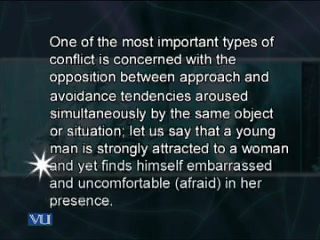 One of the most important types of
conflict is concerned with the
opposition between approach and
avoidance tendencies aroused
simultaneously by the same object
or situation; let us say that a young
man is strongly attracted to a woman
and yet finds himself embarrassed
and uncomfortable (afraid) in her
presence.
VU